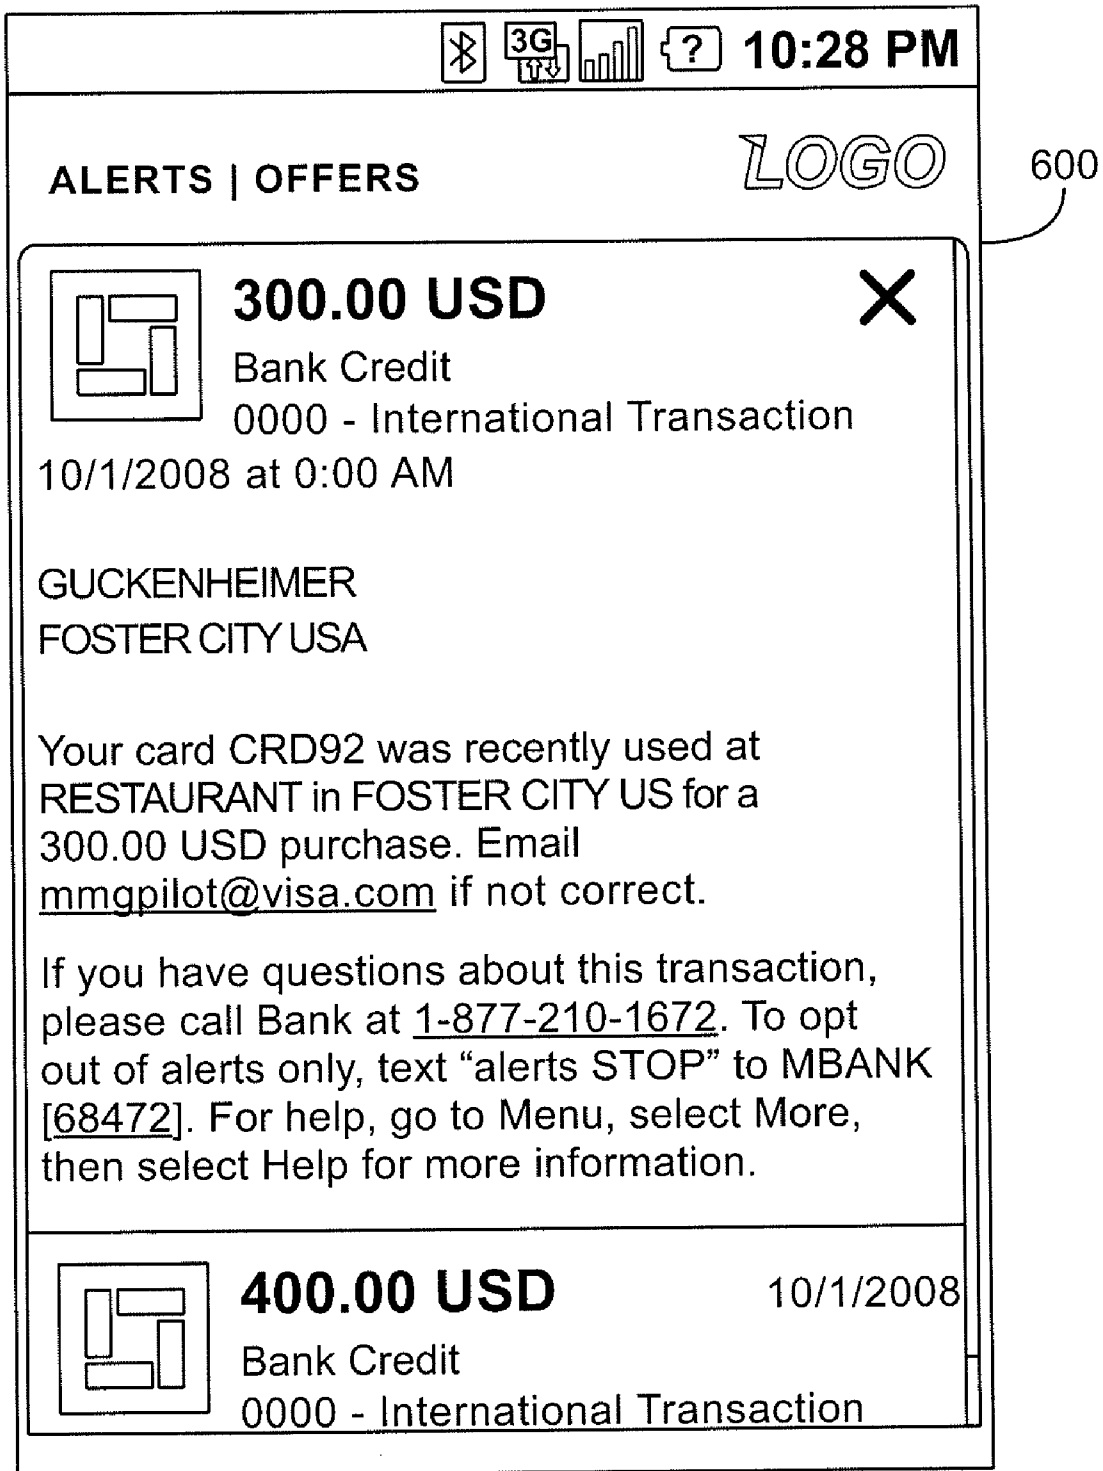 3G ? 10:28 PM
ALERTS | OFFERS
LOGO
600
300.00 USD
Bank Credit
0000 - International Transaction
10/1/2008 at 0:00 AM
GUCKENHEIMER
FOSTER CITY USA
Your card CRD92 was recently used at
RESTAURANT in FOSTER CITY US for a
300.00 USD purchase. Email
mmgpilot@visa.com if not correct.
If you have questions about this transaction,
please call Bank at 1-877-210-1672. To opt
out of alerts only, text “alerts STOP” to MBANK
[68472]. For help, go to Menu, select More,
then select Help for more information.
400.00 USD
10/1/2008
Bank Credit
0000 - International Transaction